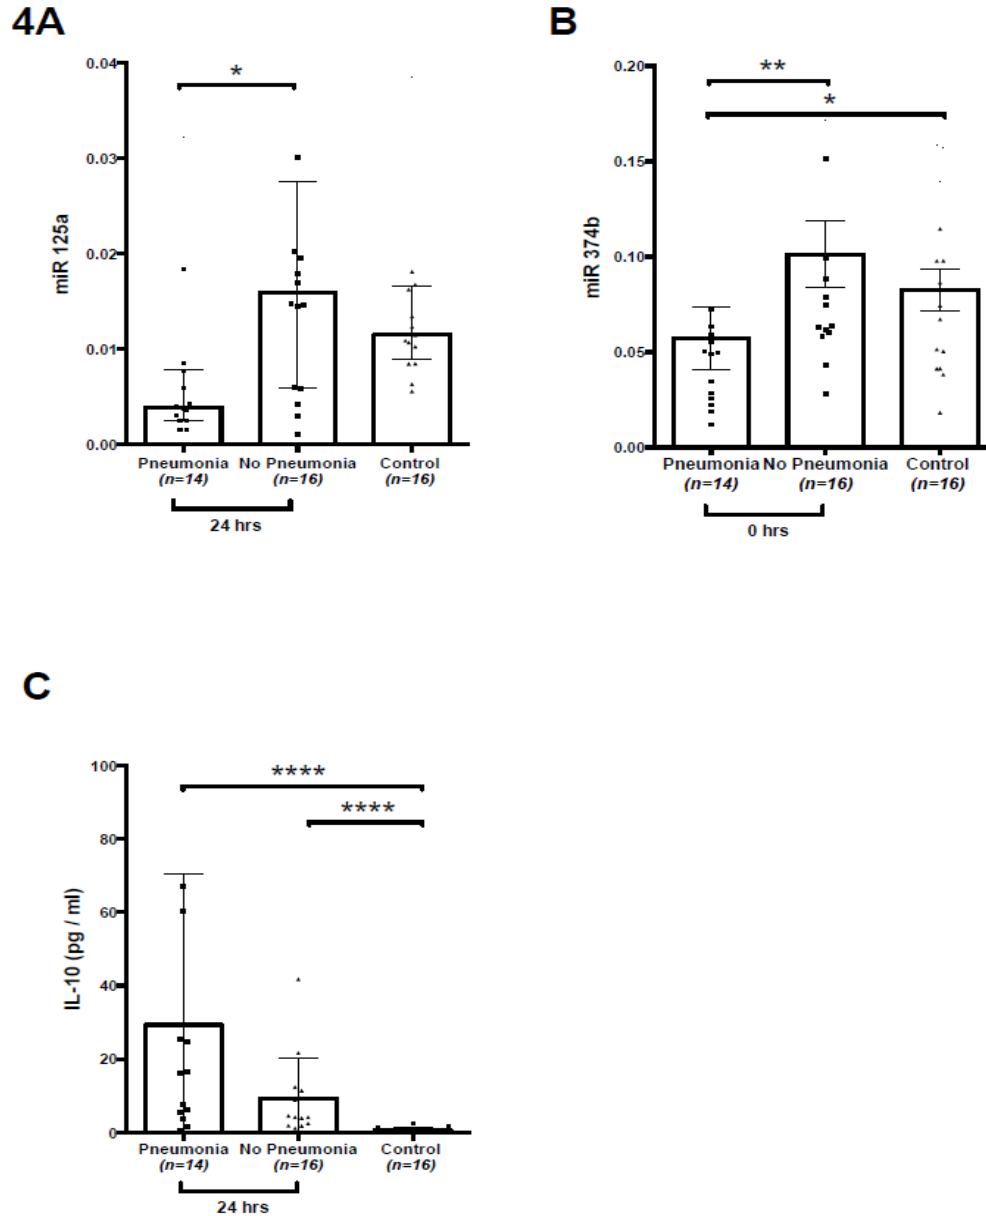 4A
*
0.04
0.03
0.02
0.01
0.00
miR 125a
Pneumonia No Pneumonia Control
(n=14) (n=16) (n=16)
24 hrs
B
**
*
0.20
0.15
0.10
0.05
0.00
miR 374b
Pneumonia No Pneumonia Control
(n=14) (n=16) (n=16)
0 hrs
C
****
****
100
80
60
40
20
0
IL-10 (pg / ml)
Pneumonia No Pneumonia Control
(n=14) (n=16) (n=16)
24 hrs